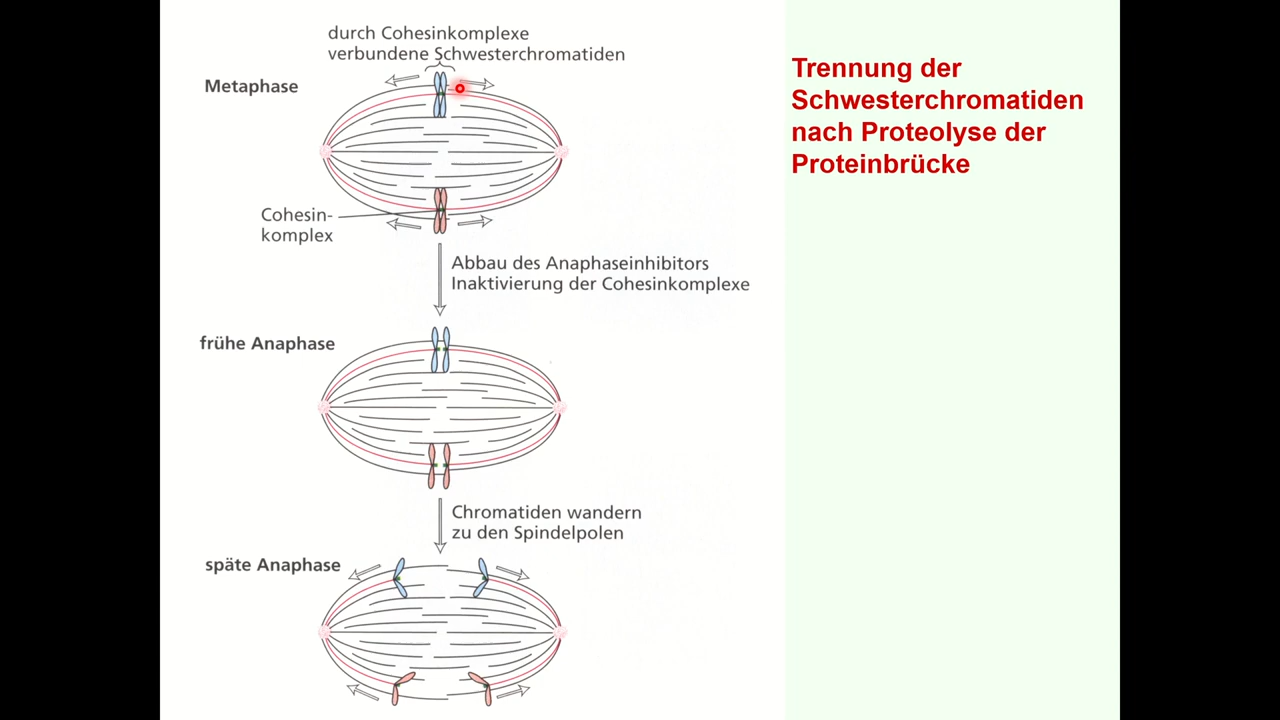 durch Cohesinkomplexe
verbundene Schwesterchromatiden
Metaphase
Cohesin-
komplex
Abbau des Anaphaseinhibitors
Inaktivierung der Cohesinkomplexe
frühe Anaphase
Chromatiden wandern
zu den Spindelpolen
späte Anaphase
Trennung der
Schwesterchromatiden
nach Proteolyse der
Proteinbrücke